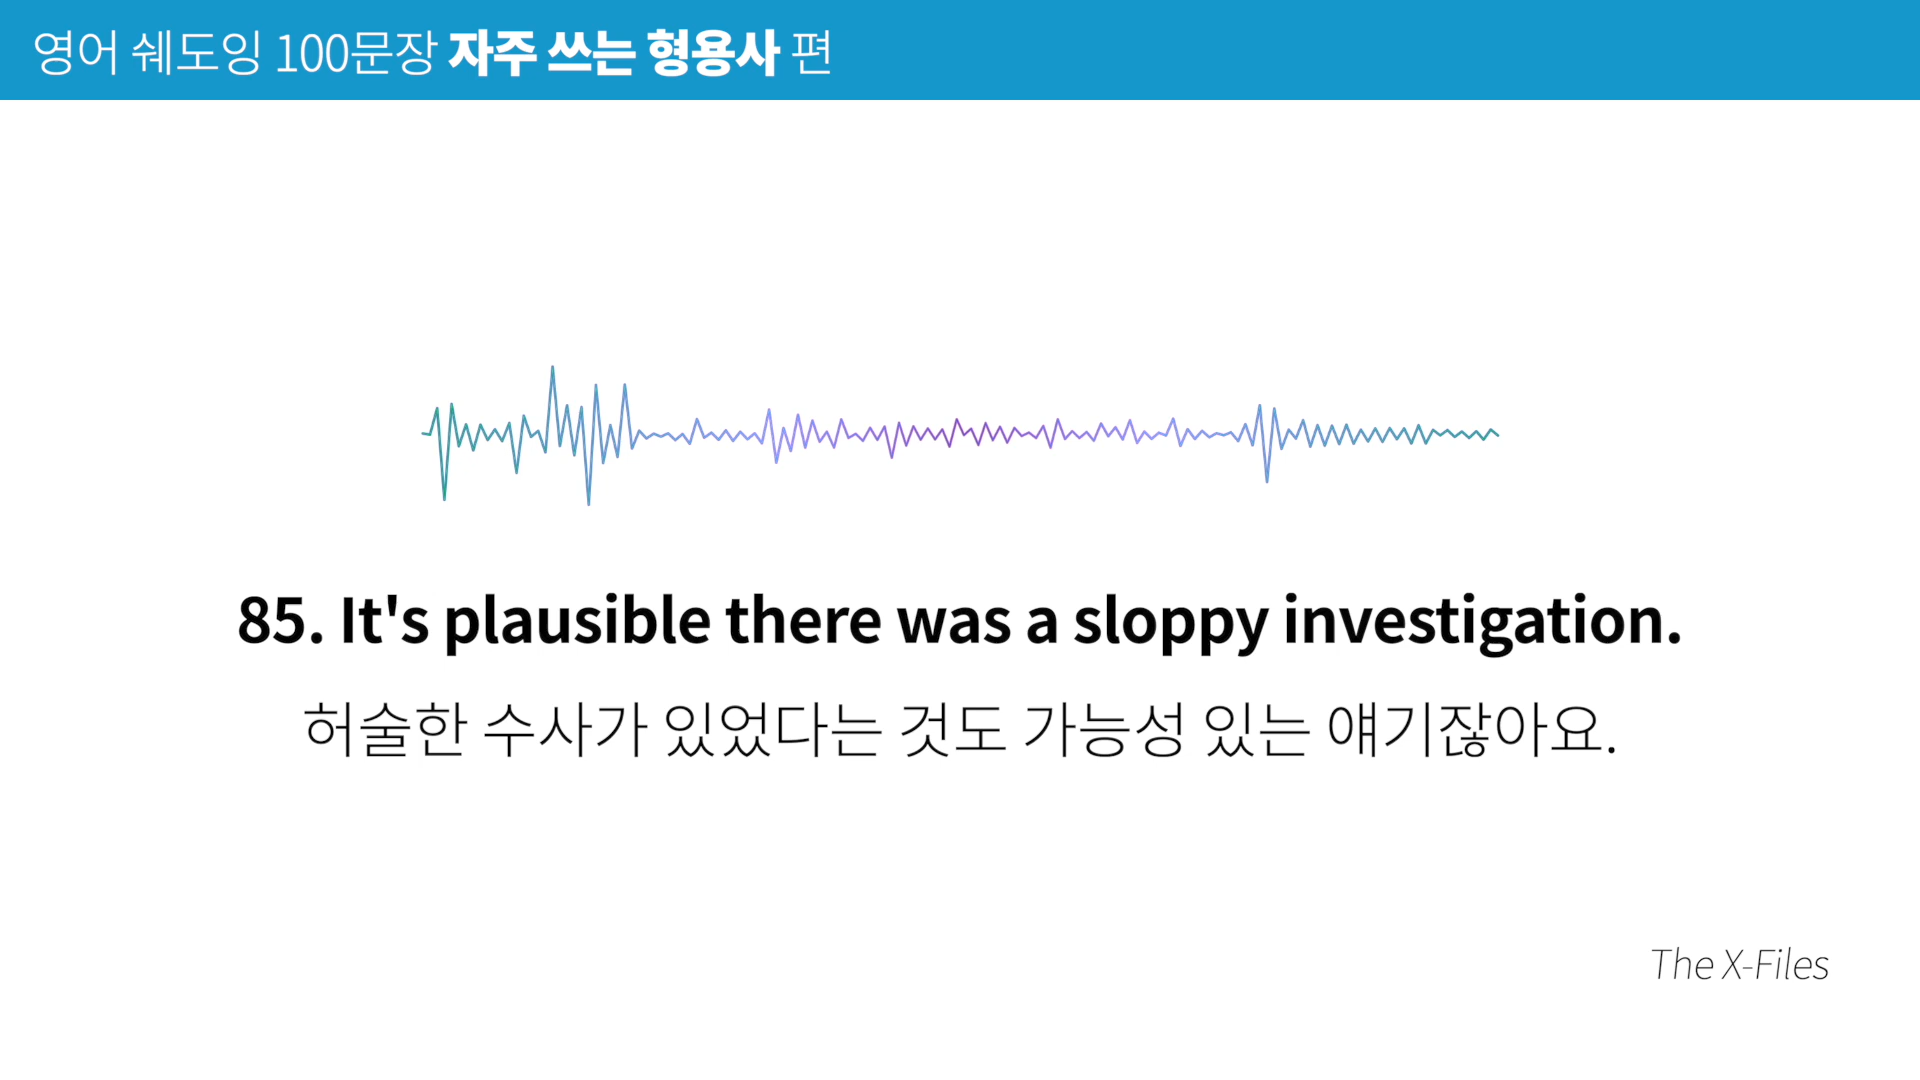 영어 쉐도잉 100문장 자주 쓰는 형용사 편
85. It's plausible there was a sloppy investigation.
허술한 수사가 있었다는 것도 가능성 있는 얘기잖아요.
The X-Files